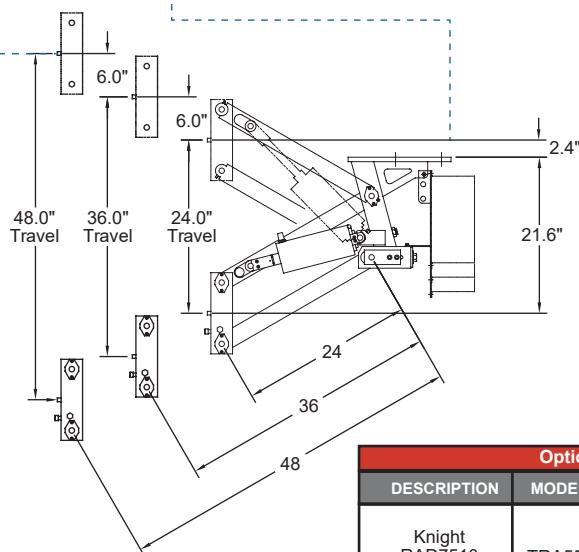 6.0"
6.0"
2.4"
48.0"
Travel
36.0"
Travel
24.0"
Travel
21.6"
24
36
48
DESCRIPTION
Knight